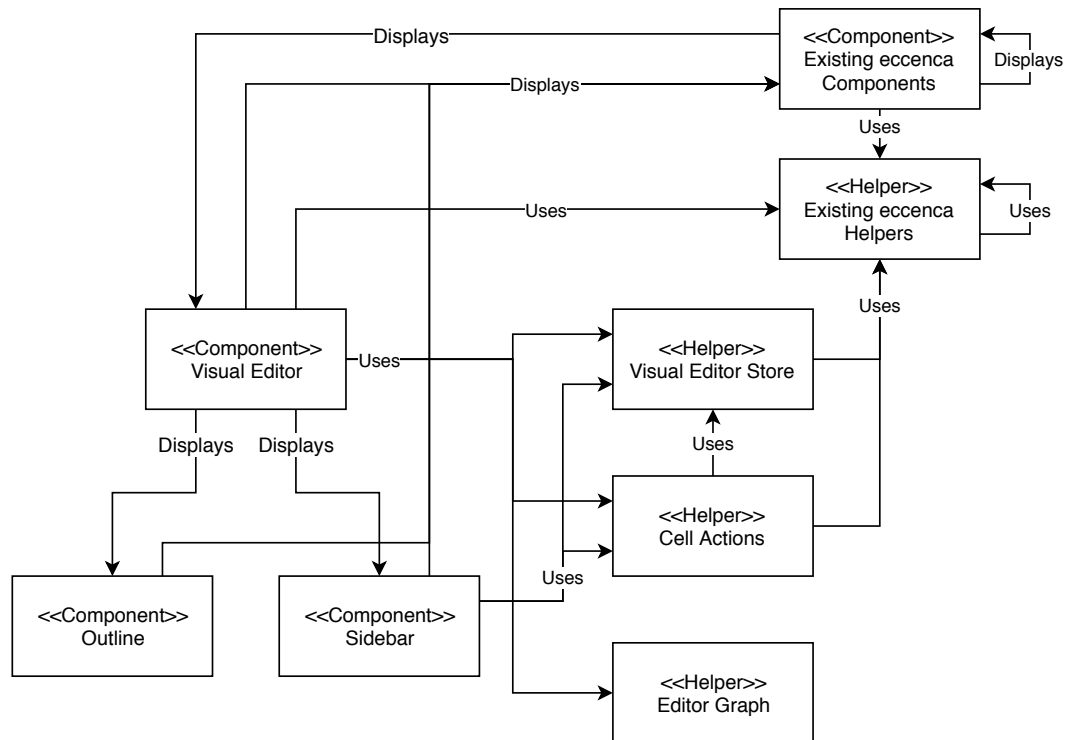 Displays
<<Component>>
Existing eccenca
Components
Displays
Displays
Uses
<<Helper>>
Existing eccenca
Helpers
Uses
Uses
Uses
<<Component>>
Visual Editor
Uses
<<Helper>>
Visual Editor Store
Displays
Displays
Uses
<<Helper>>
Cell Actions
Uses
<<Component>>
Outline
<<Component>>
Sidebar
<<Helper>>
Editor Graph